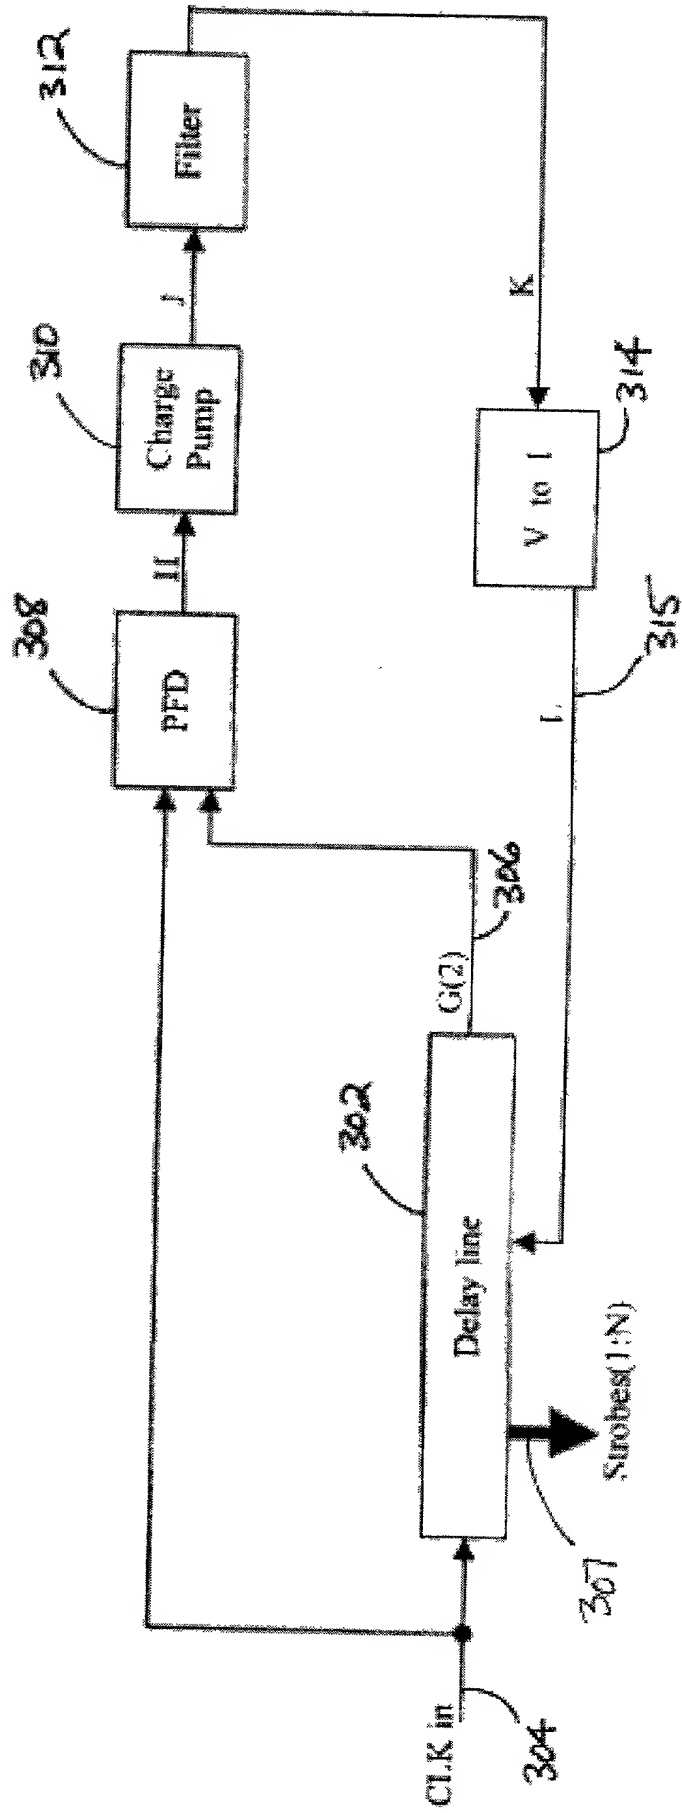 308
310
312
PFD
H
Charge
Pump
J
Filter
302
G(2)
306
K
CLK in
304
Delay line
307
Strobes(1:N)
L
315
V to I
314